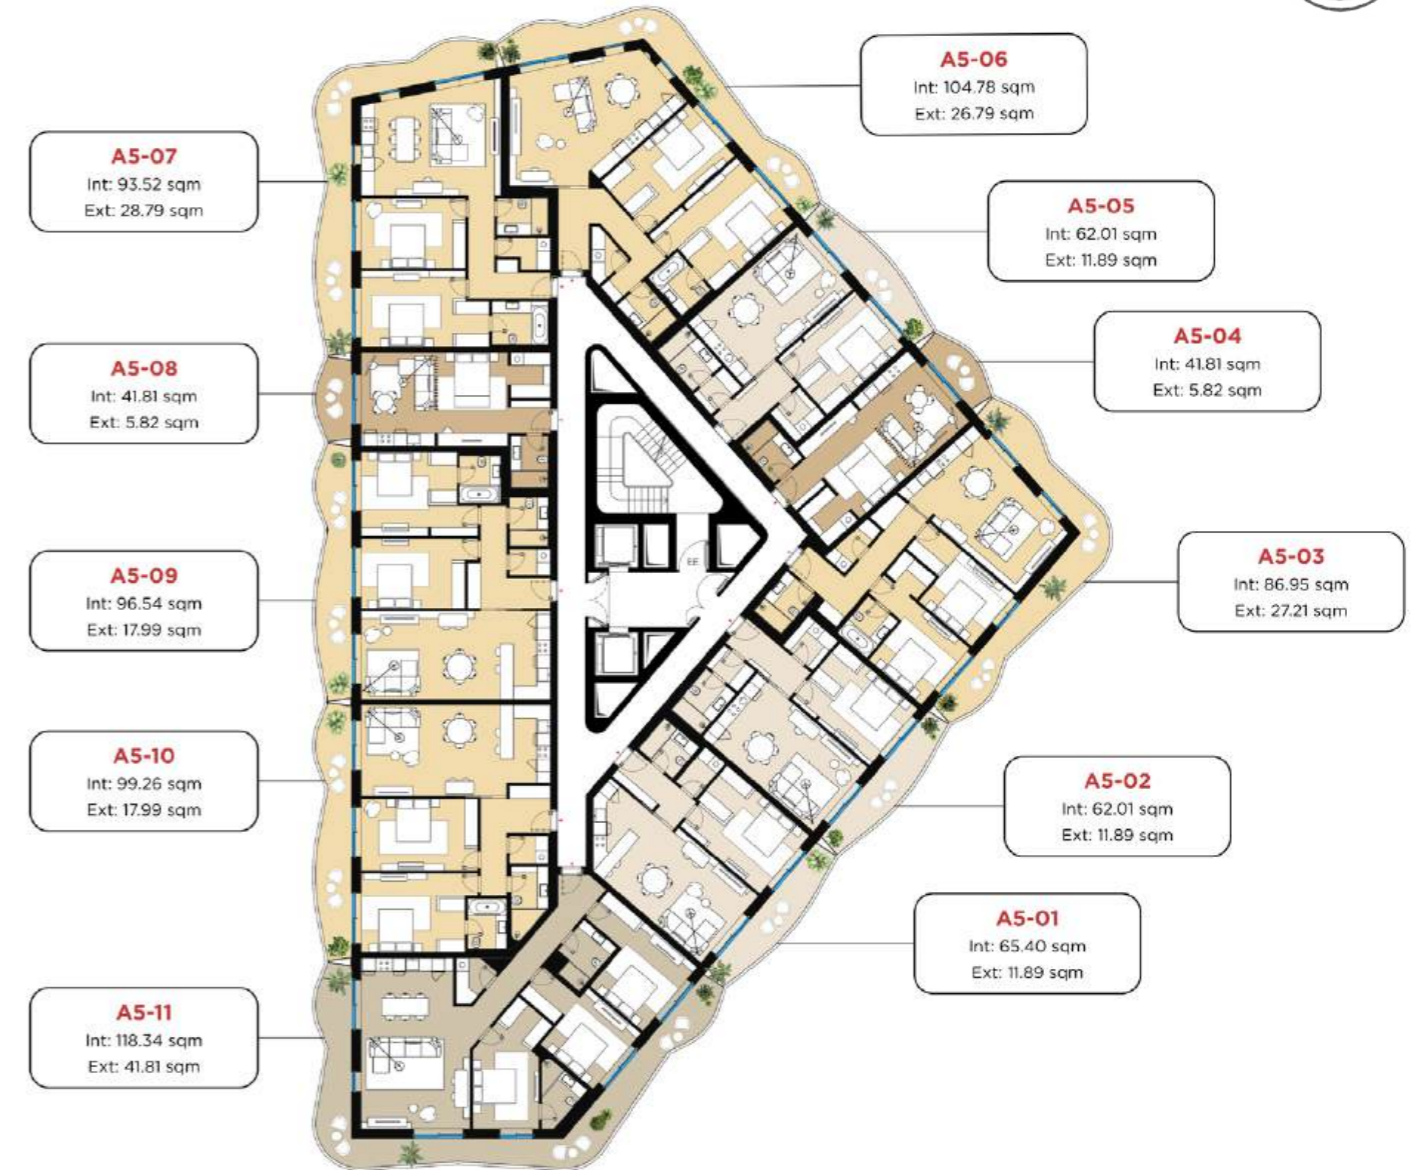 A5-06
Int: 104.78 sqm
Ext: 26.79 sqm
A5-07
Int: 93.52 sqm
Ext: 28.79 sqm
A5-05
Int: 62.01 sqm
Ext: 11.89 sqm
A5-04
Int: 41.81 sqm
Ext: 5.82 sqm
A5-08
Int: 41.81 sqm
Ext: 5.82 sqm
A5-03
Int: 86.95 sqm
Ext: 27.21 sqm
A5-09
Int: 96.54 sqm
Ext: 17.99 sqm
EE
A5-10
Int: 99.26 sqm
Ext: 17.99 sqm
A5-02
Int: 62.01 sqm
Ext: 11.89 sqm
A5-01
Int: 65.40 sqm
Ext: 11.89 sqm
A5-11
Int: 118.34 sqm
Ext: 41.81 sqm